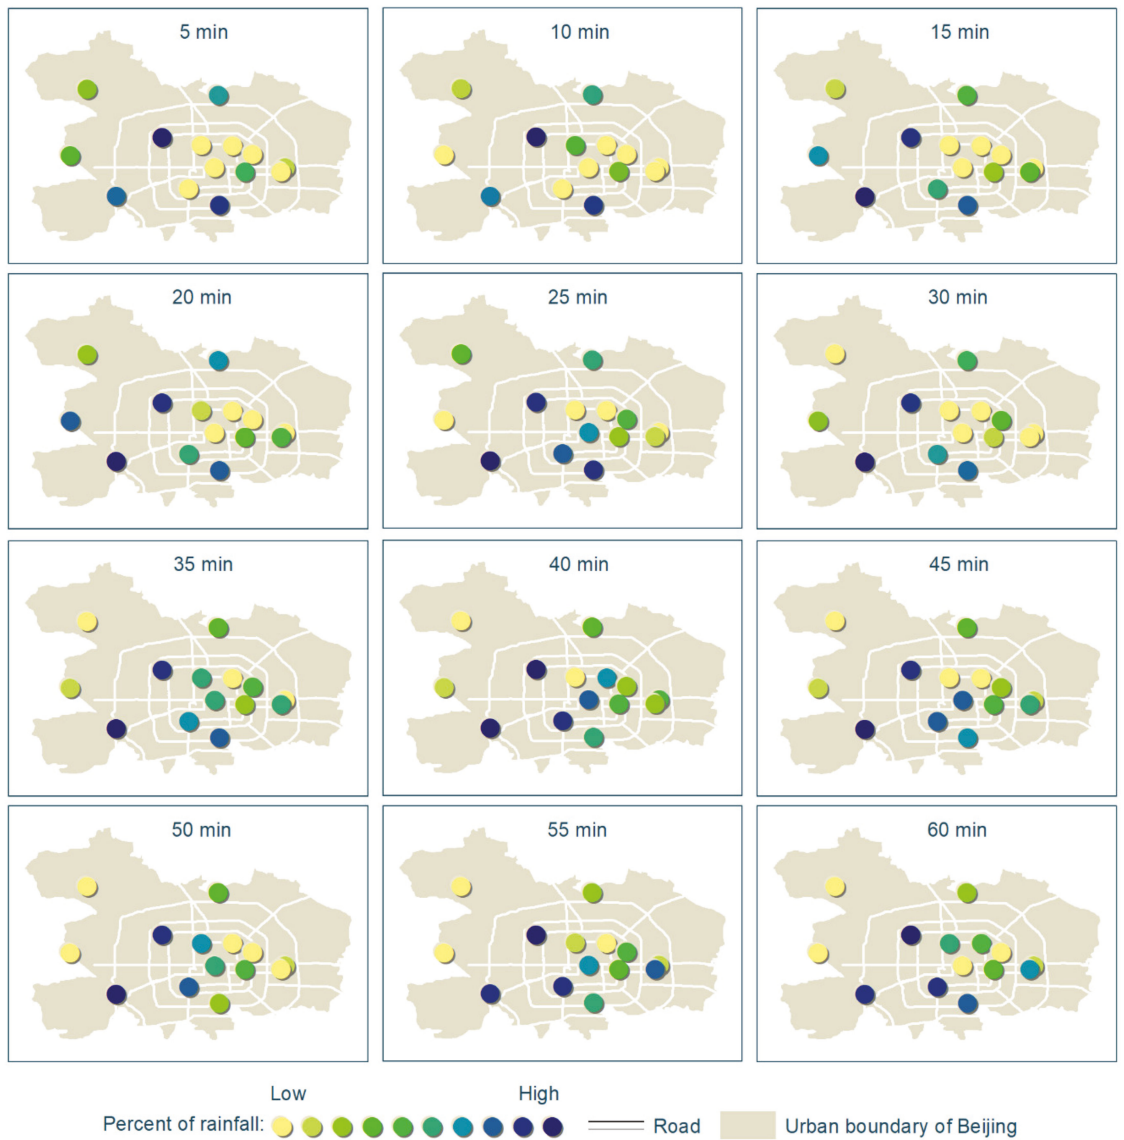 5 min
10 min
15 min
20 min
25 min
30 min
35 min
40 min
45 min
50 min
55 min
60 min
Low High
Percent of rainfall: Road Urban boundary of Beijing